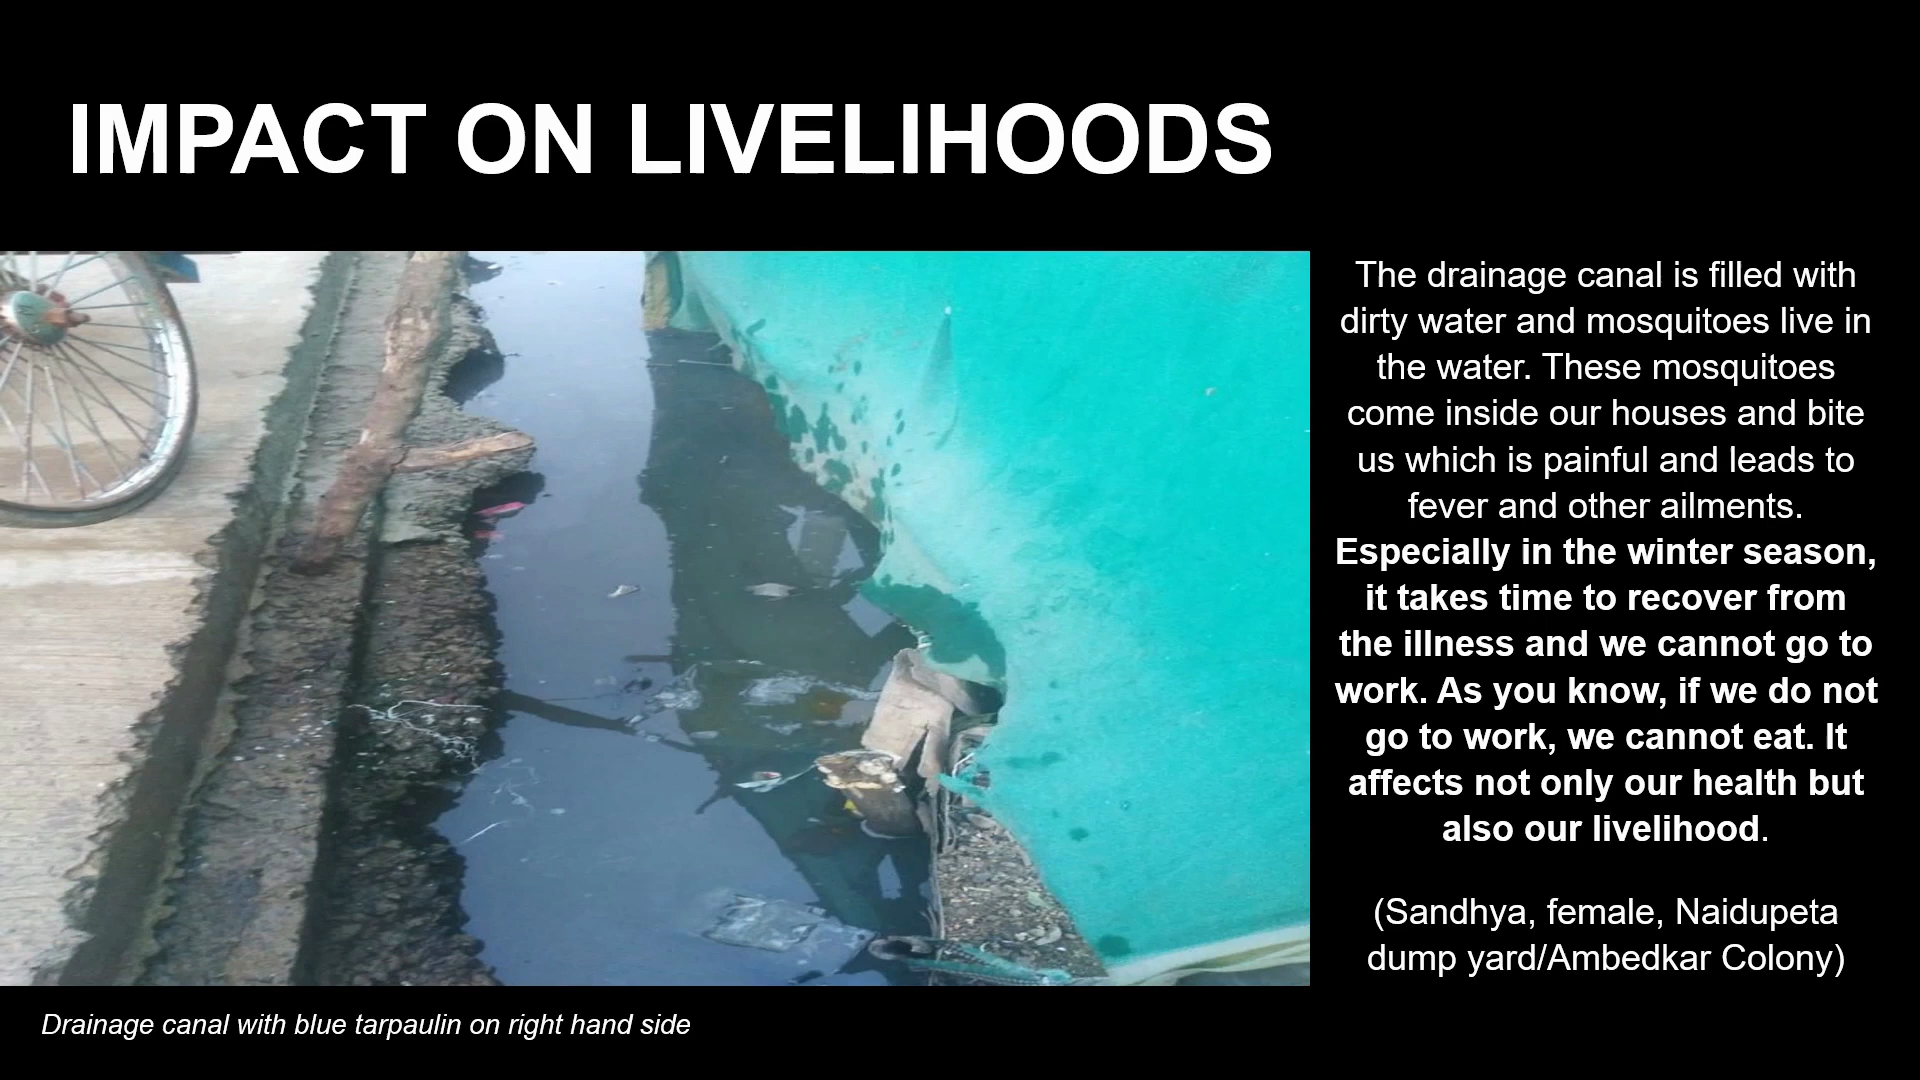 IMPACT ON LIVELIHOODS
The drainage canal is filled with
dirty water and mosquitoes live in
the water. These mosquitoes
come inside our houses and bite
us which is painful and leads to
fever and other ailments.
Especially in the winter season,
it takes time to recover from
the illness and we cannot go to
work. As you know, if we do not
go to work, we cannot eat. It
affects not only our health but
also our livelihood.
(Sandhya, female, Naidupeta
dump yard/Ambedkar Colony)
Drainage canal with blue tarpaulin on right hand side